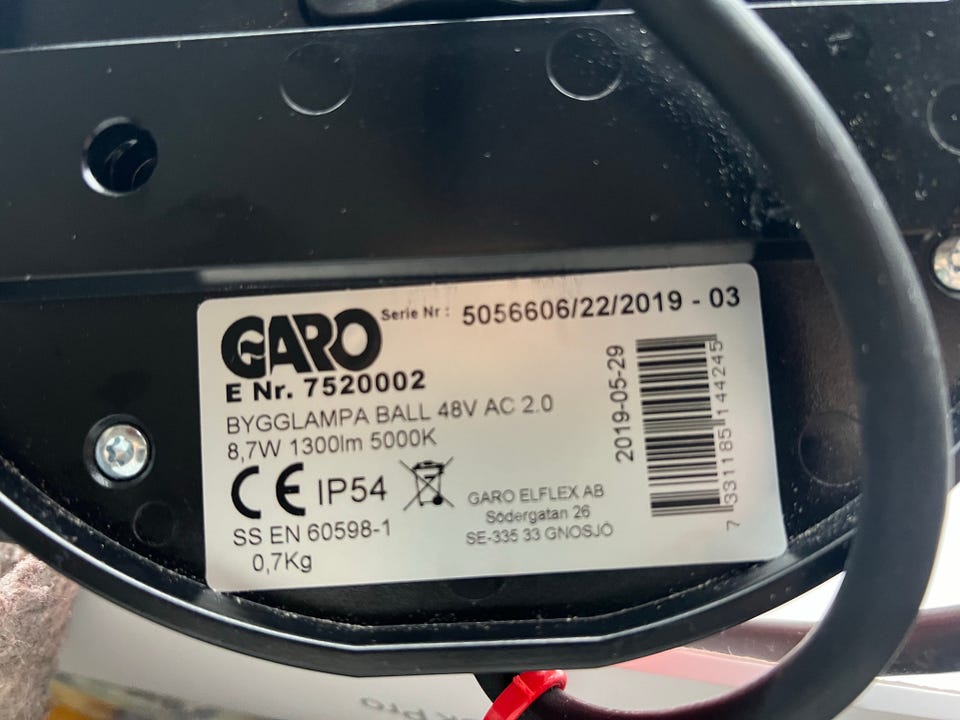 GARO
Serie Nr : 5056606/22/2019 - 03
E Nr. 7520002
BYGGLAMPA BALL 48V AC 2.0
8,7W 1300lm 5000K
CE IP54
SS EN 60598-1
0,7Kg
GARO ELFLEX AB
Södergatan 26
SE-335 33 GNOSJÖ
2019-05-29
7 331185 144245